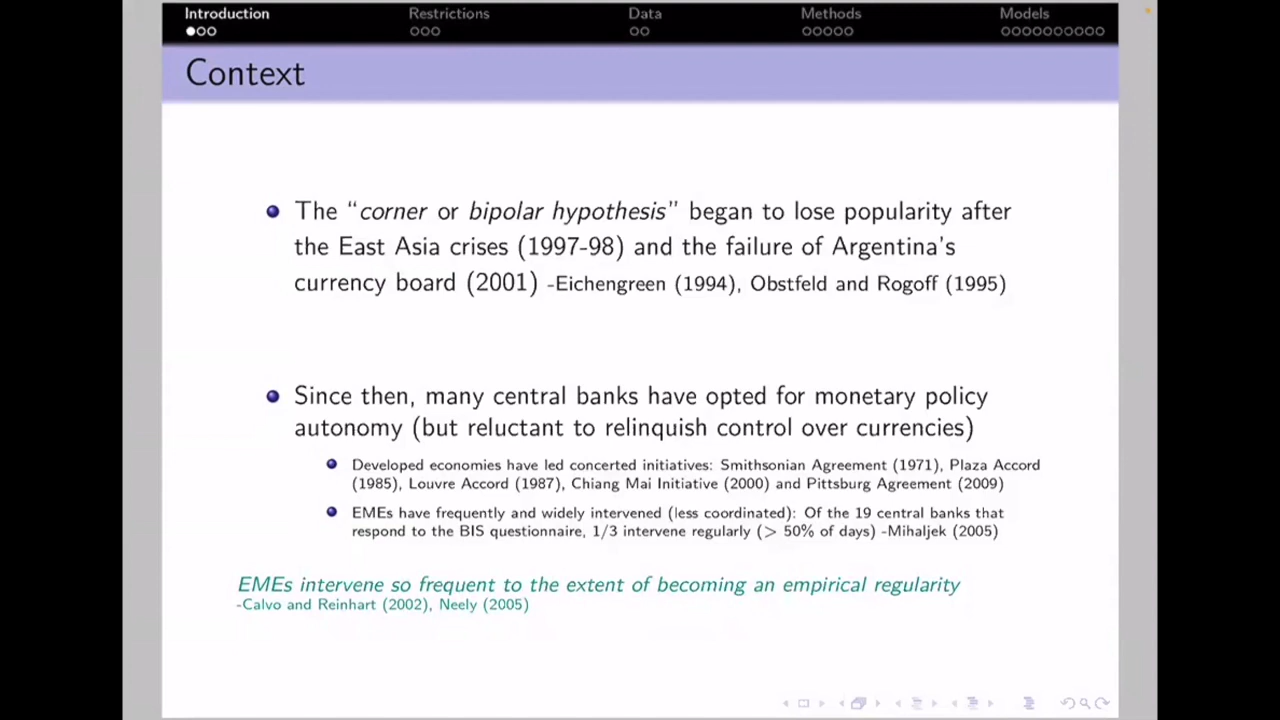 Introduction Restrictions Data Methods Models
Context
The “corner or bipolar hypothesis” began to lose popularity after
the East Asia crises (1997-98) and the failure of Argentina’s
currency board (2001) -Eichengreen (1994), Obstfeld and Rogoff (1995)
Since then, many central banks have opted for monetary policy
autonomy (but reluctant to relinquish control over currencies)
Developed economies have led concerted initiatives: Smithsonian Agreement (1971), Plaza Accord
(1985), Louvre Accord (1987), Chiang Mai Initiative (2000) and Pittsburg Agreement (2009)
EMEs have frequently and widely intervened (less coordinated): Of the 19 central banks that
respond to the BIS questionnaire, 1/3 intervene regularly (> 50% of days) -Mihaljek (2005)
EMEs intervene so frequent to the extent of becoming an empirical regularity
-Calvo and Reinhart (2002), Neely (2005)